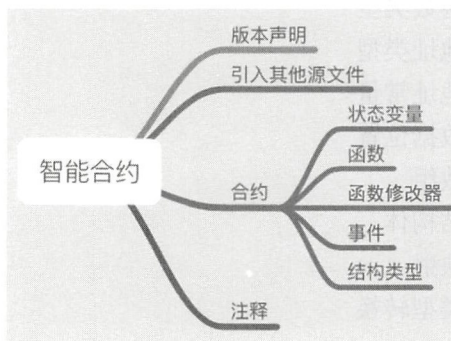 版本声明
引入其他源文件
智能合约
合约
状态变量
函数
函数修改器
事件
结构类型
注释